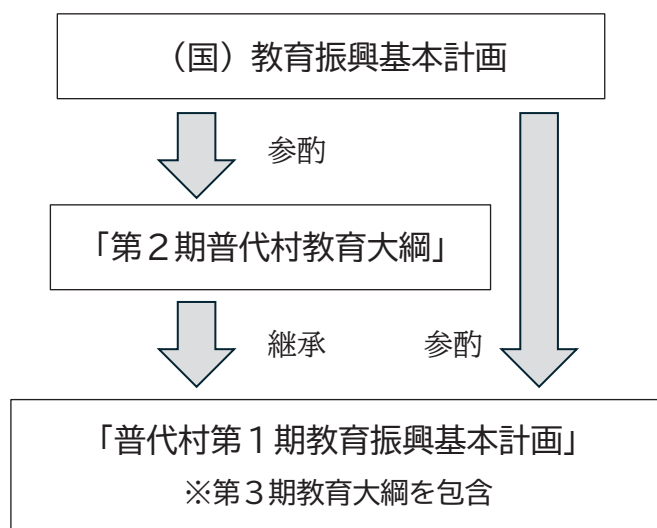 （国）教育振興基本計画
参酌
「第２期普代村教育大綱」
継承
参酌
「普代村第１期教育振興基本計画」
※第３期教育大綱を包含